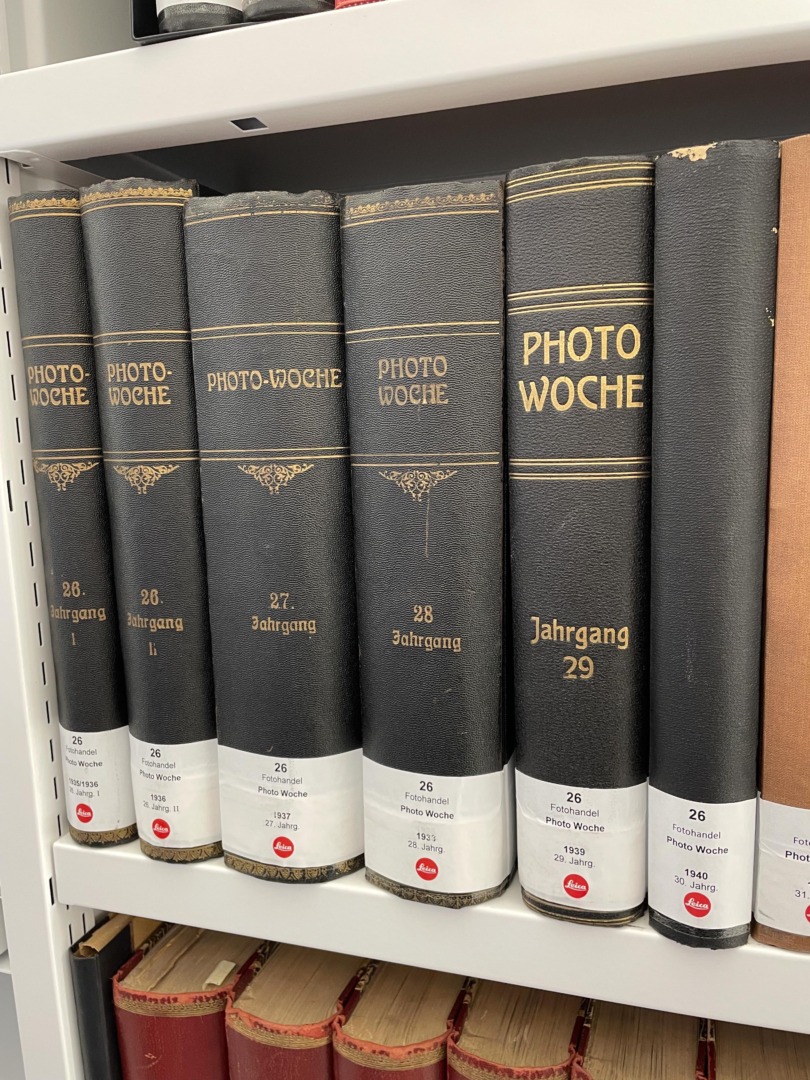 PHOTO-
WOCHE
26.
Jahrgang
I
26
Fotohandel
Photo Woche
1935/1936
26. Jahrg. I
Leica
PHOTO-
WOCHE
26.
Jahrgang
II
26
Fotohandel
Photo Woche
1936
26. Jahrg. II
Leica
PHOTO-WOCHE
27.
Jahrgang
26
Fotohandel
Photo Woche
1937
27. Jahrg.
Leica
PHOTO
WOCHE
28
Jahrgang
26
Fotohandel
Photo Woche
28. Jahrg.
Leica
PHOTO
WOCHE
Jahrgang
29
26
Fotohandel
Photo Woche
1939
29. Jahrg.
Leica
26
Fotohandel
Photo Woche
1940
30. Jahrg.
Leica
Fot
Phot
31.